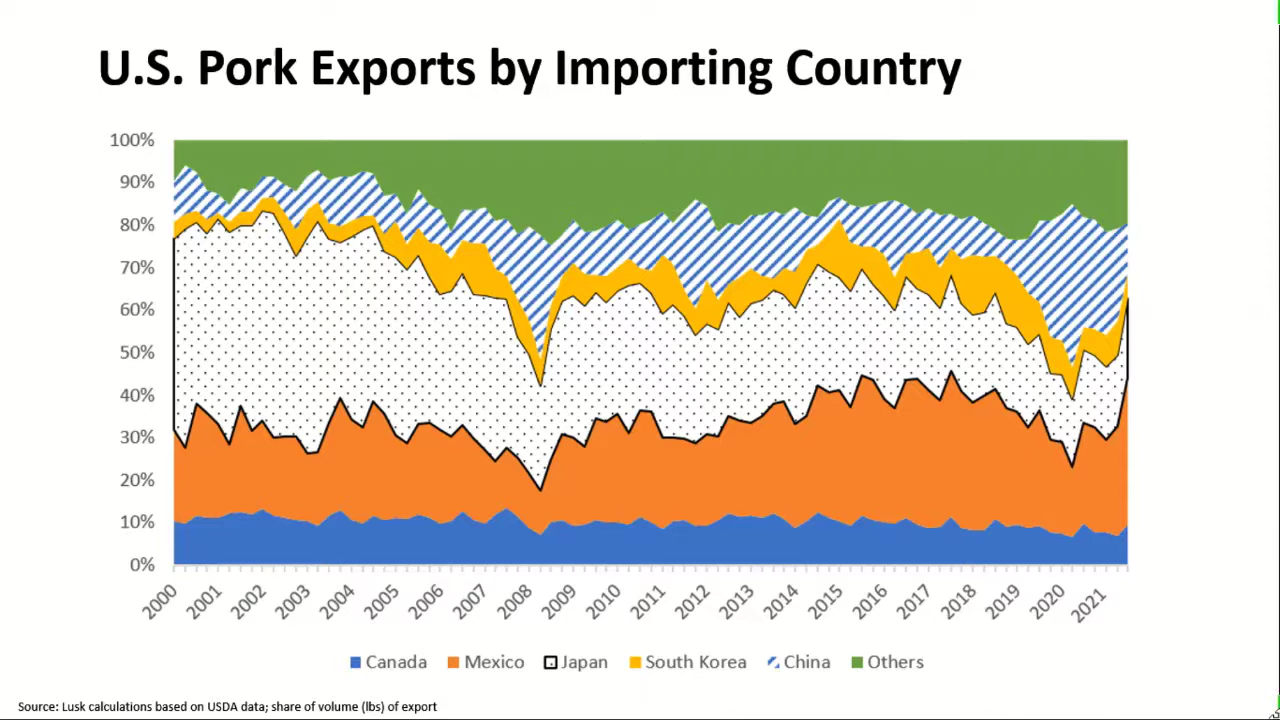 U.S. Pork Exports by Importing Country
100%
90%
80%
70%
60%
50%
40%
30%
20%
10%
0%
2000 2001 2002 2003 2004 2005 2006 2007 2008 2009 2010 2011 2012 2013 2014 2015 2016 2017 2018 2019 2020 2021
Canada Mexico Japan South Korea China Others
Source: Lusk calculations based on USDA data; share of volume (lbs) of export